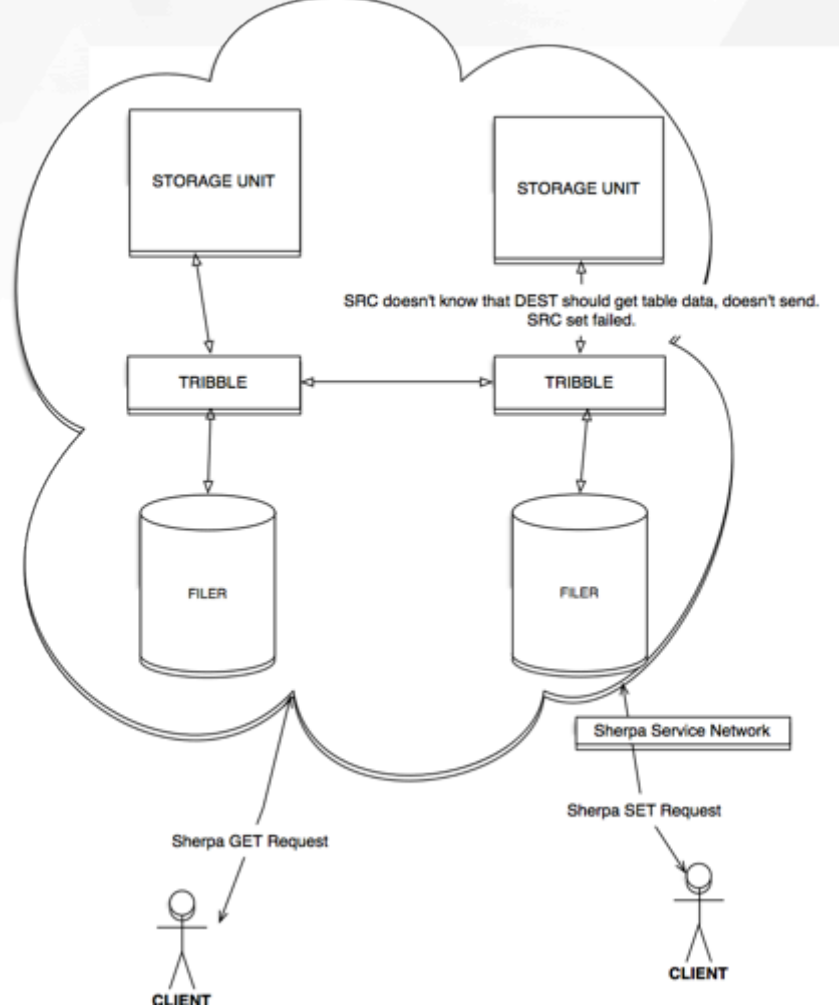 STORAGE UNIT
STORAGE UNIT
SRC doesn't know that DEST should get table data, doesn't send.
SRC set failed.
TRIBBLE
TRIBBLE
FILER
FILER
Sherpa Service Network
Sherpa SET Request
Sherpa GET Request
CLIENT
CLIENT